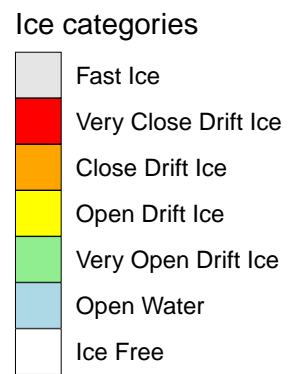 Ice categories
Fast Ice
Very Close Drift Ice
Close Drift Ice
Open Drift Ice
Very Open Drift Ice
Open Water
Ice Free